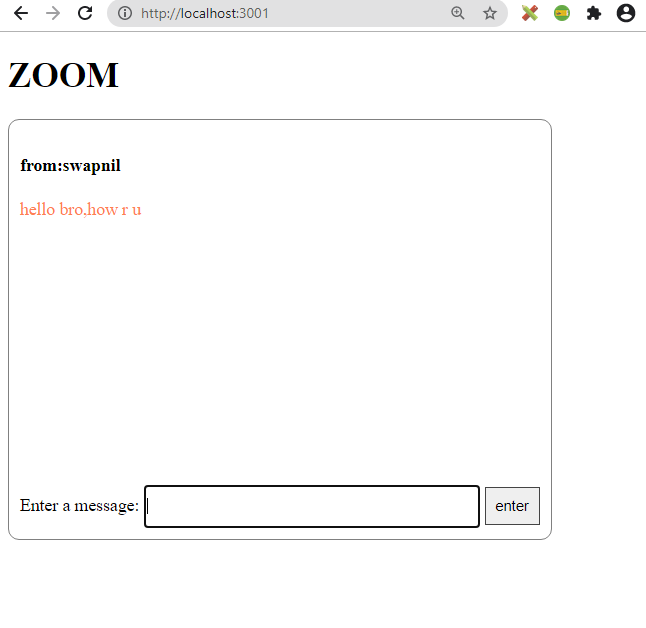 http://localhost:3001
ZOOM
from:swapnil
hello bro,how r u
Enter a message:
enter